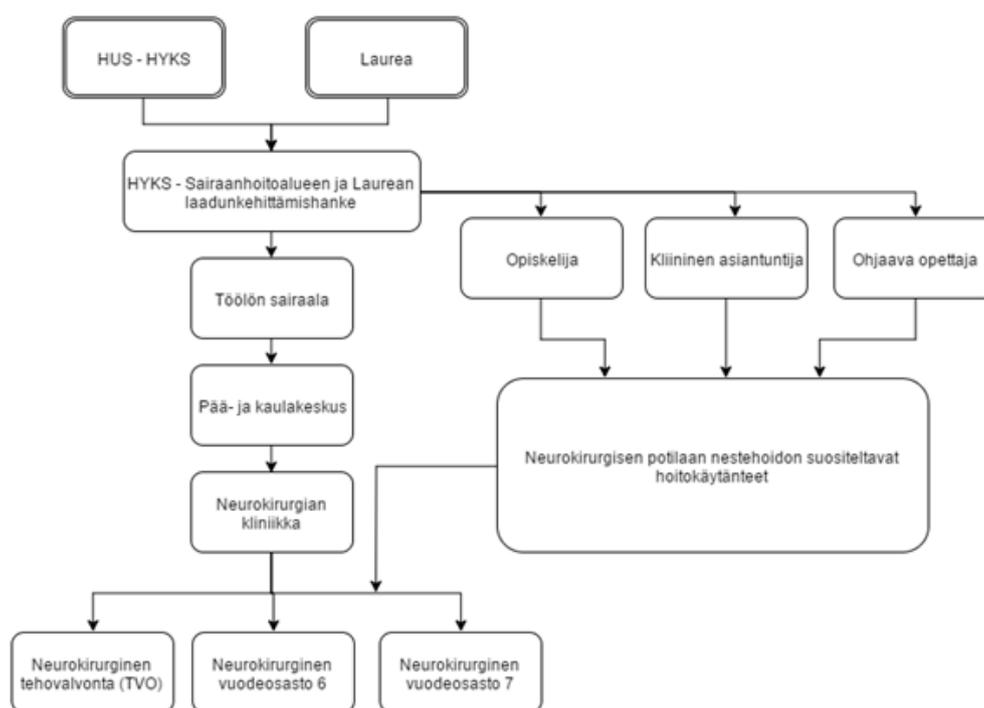 HUS - HYKS
Laurea
HYKS - Sairaanhoitoalueen ja Laurean
laadunkehittämishanke
Opiskelija
Kliininen asiantuntija
Ohjaava opettaja
Töölön sairaala
Pää- ja kaulakeskus
Neurokirurgisen potilaan nestehoidon suositeltavat
hoitokäytänteet
Neurokirurgian
kliniikka
Neurokirurginen
tehovalvonta (TVO)
Neurokirurginen
vuodeosasto 6
Neurokirurginen
vuodeosasto 7